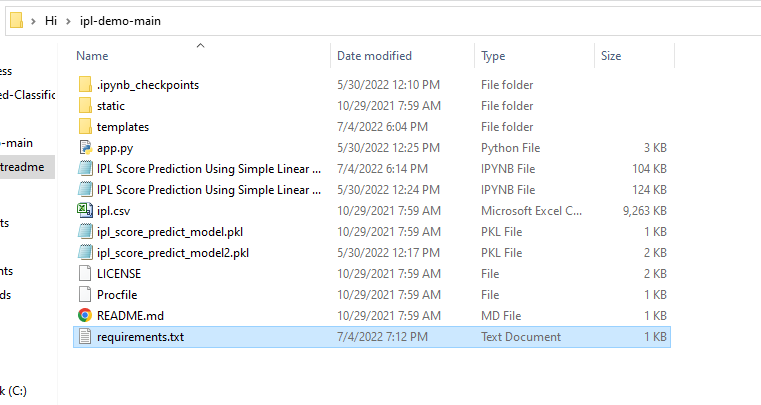 Hi > ipl-demo-main
Name Date modified Type Size
ess
ed-Classific
o-main
treadme
ts
nts
ds
k (C:)
.ipynb_checkpoints 5/30/2022 12:10 PM File folder
static 10/29/2021 7:59 AM File folder
templates 7/4/2022 6:04 PM File folder
app.py 5/30/2022 12:25 PM Python File 3 KB
IPL Score Prediction Using Simple Linear ... 7/4/2022 6:14 PM IPYNB File 104 KB
IPL Score Prediction Using Simple Linear ... 5/30/2022 12:24 PM IPYNB File 124 KB
ipl.csv 10/29/2021 7:59 AM Microsoft Excel C... 9,263 KB
ipl_score_predict_model.pkl 10/29/2021 7:59 AM PKL File 1 KB
ipl_score_predict_model2.pkl 5/30/2022 12:17 PM PKL File 2 KB
LICENSE 10/29/2021 7:59 AM File 2 KB
Procfile 10/29/2021 7:59 AM File 1 KB
README.md 10/29/2021 7:59 AM MD File 1 KB
requirements.txt 7/4/2022 7:12 PM Text Document 1 KB